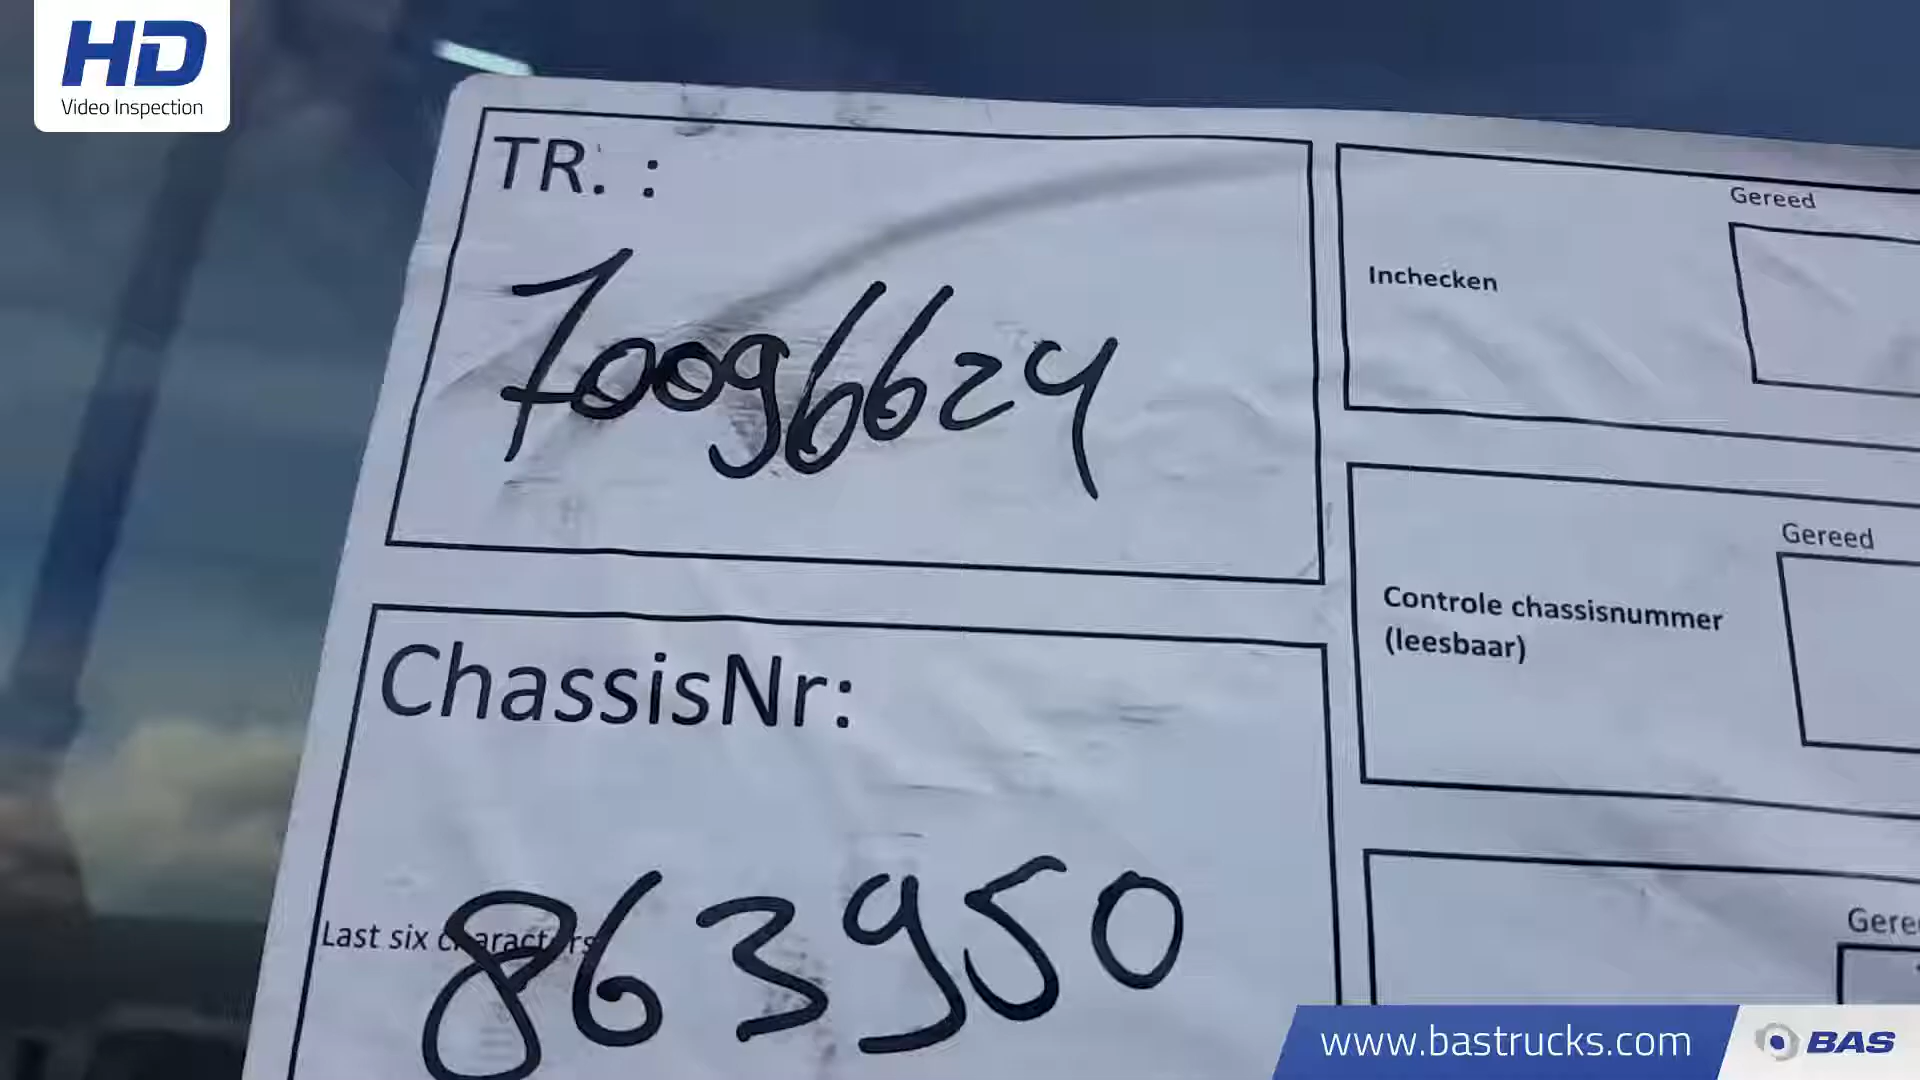 HD
Video Inspection
TR. :
70096624
ChassisNr:
Last six characters
863950
Gereed
Inchecken
Gereed
Controle chassisnummer
(leesbaar)
www.bastrucks.com
BAS